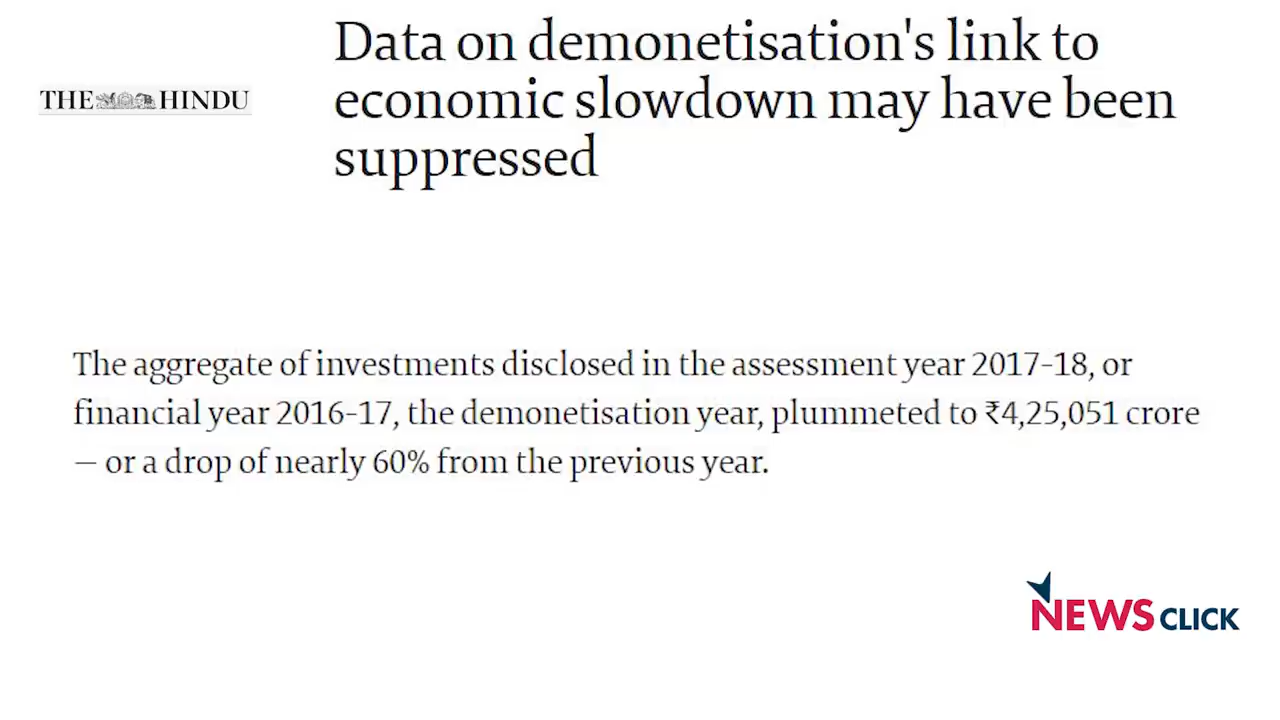 Data on demonetisation's link to
THE HINDU
economic slowdown may have been
suppressed
The aggregate of investments disclosed in the assessment year 2017-18, or
financial year 2016-17, the demonetisation year, plummeted to ₹4,25,051 crore
— or a drop of nearly 60% from the previous year.
NEWSCLICK